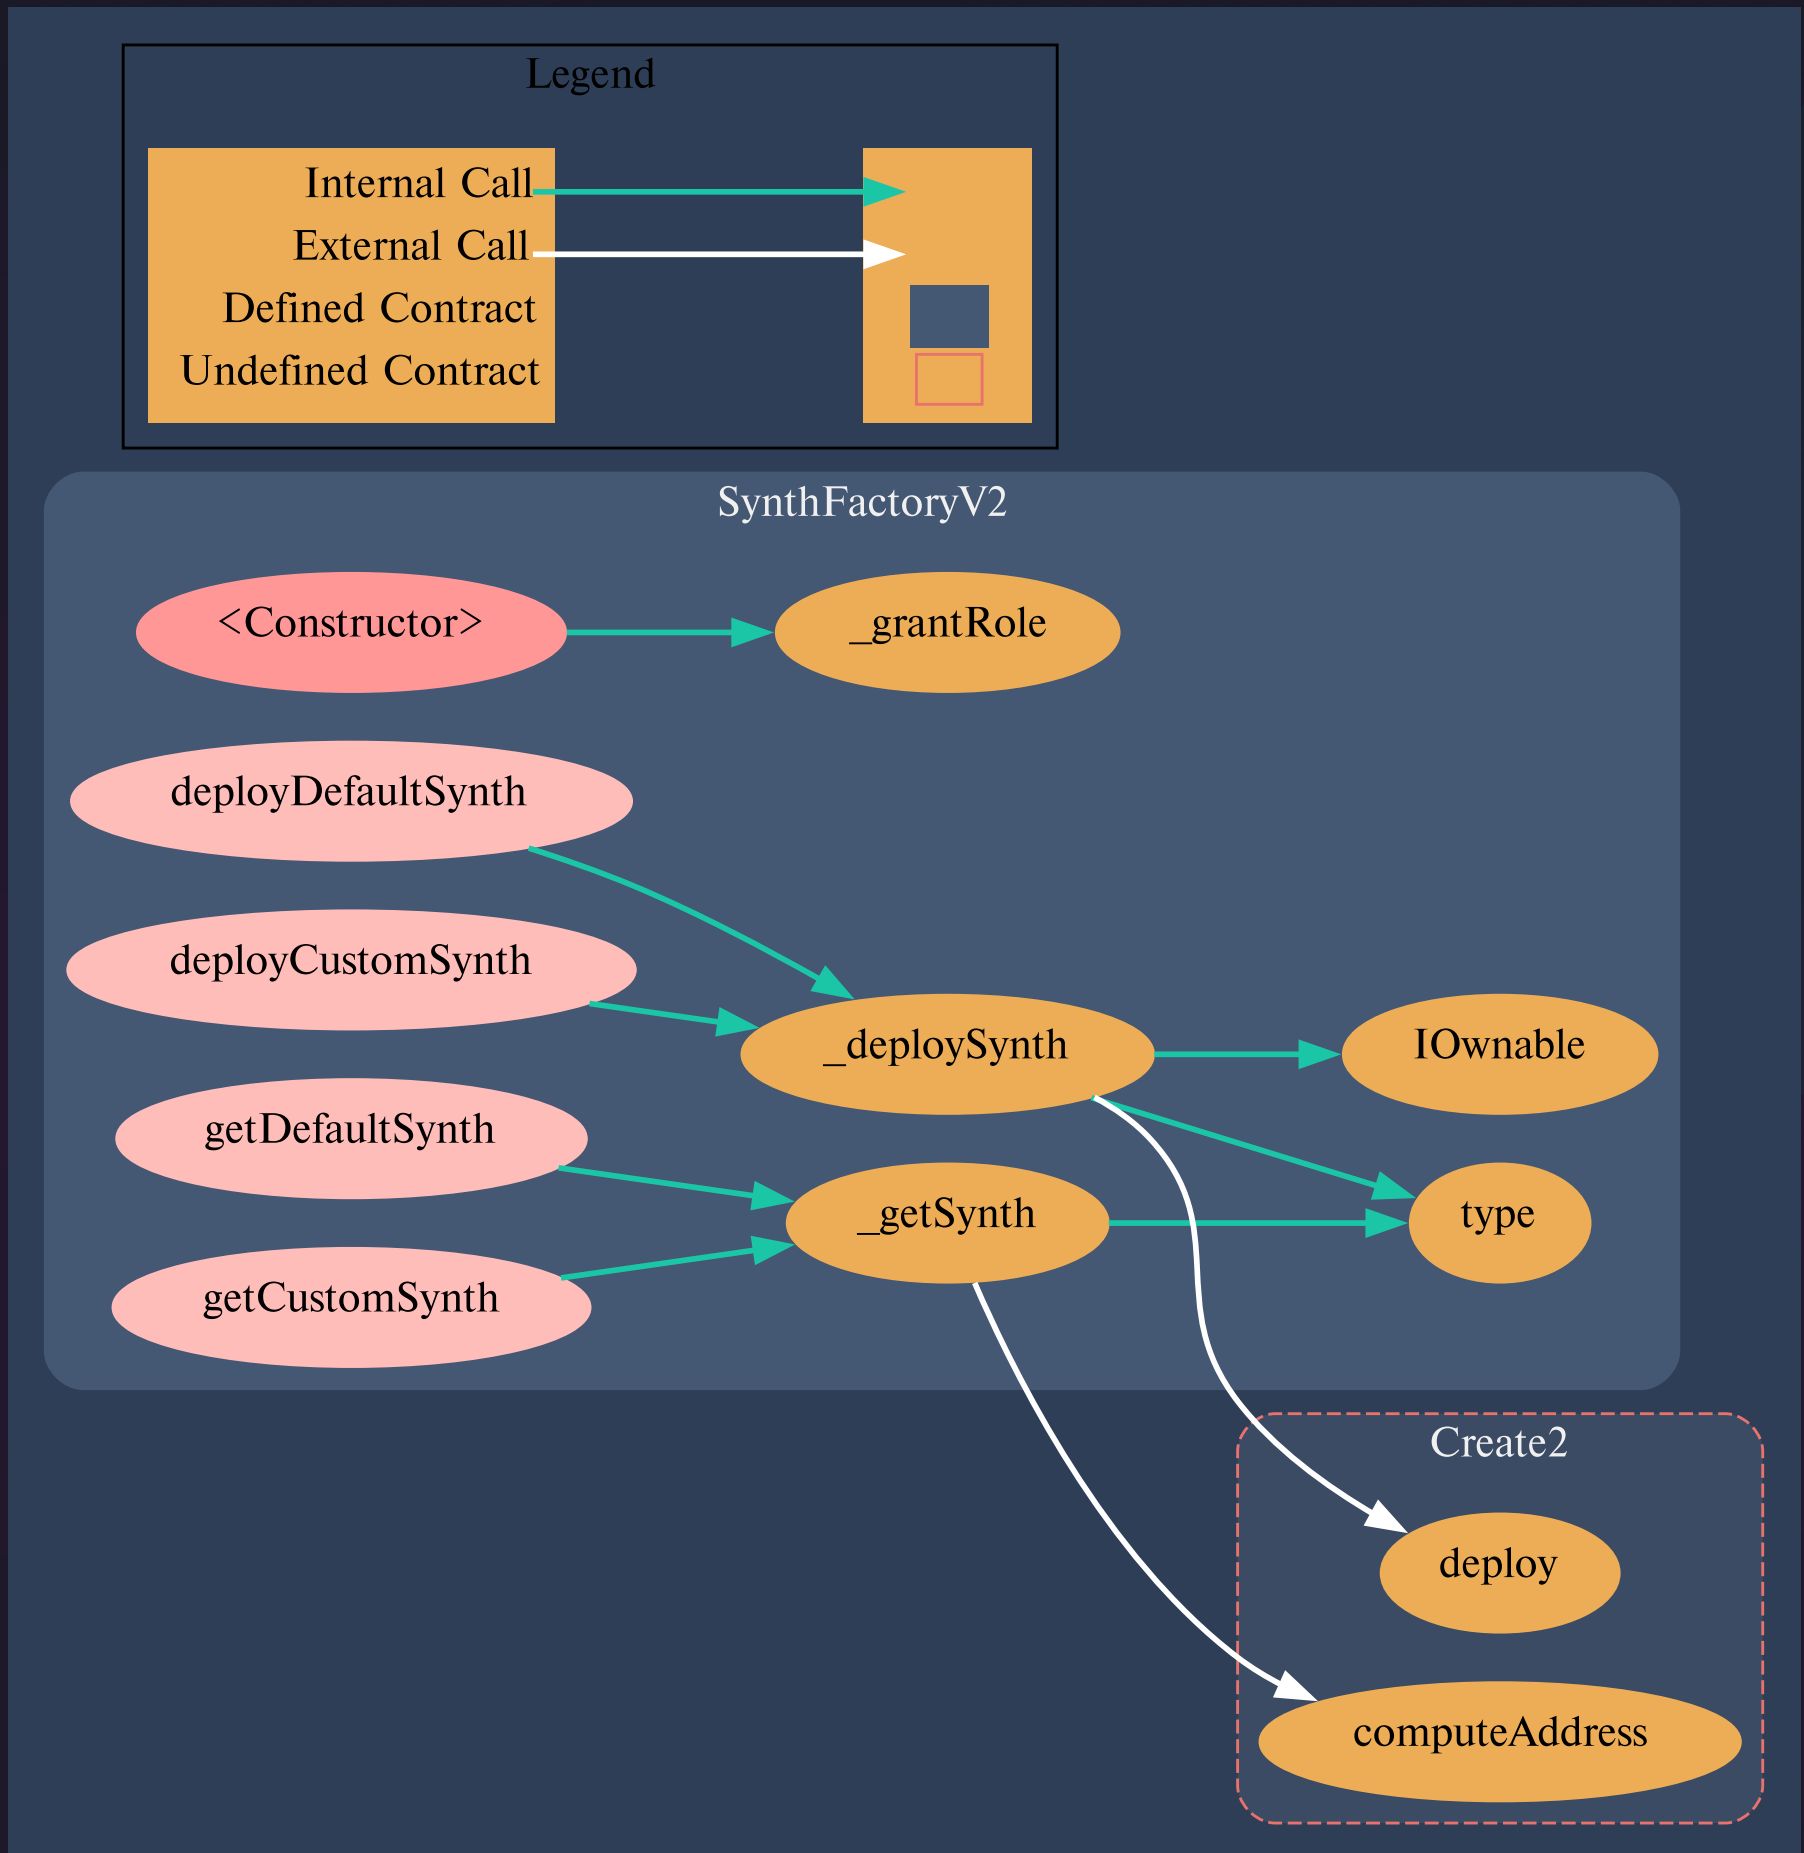 Legend
Internal Call
External Call
Defined Contract
Undefined Contract
SynthFactoryV2
<Constructor>
_grantRole
deployDefaultSynth
deployCustomSynth
_deploySynth
IOwnable
getDefaultSynth
_getSynth
type
getCustomSynth
Create2
deploy
computeAddress